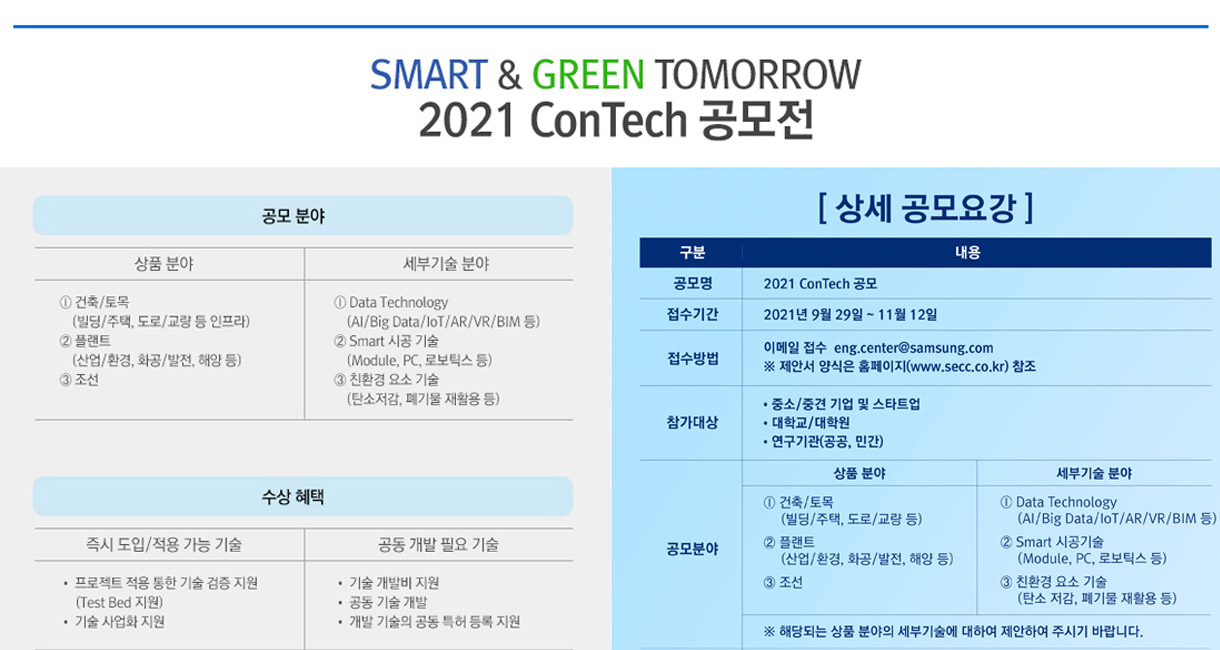 SMART & GREEN TOMORROW
2021 ConTech 공모전
공모 분야
상품 분야
세부기술 분야
① 건축/토목
(빌딩/주택, 도로/교량 등 인프라)
② 플랜트
(산업/환경, 화공/발전, 해양 등)
③ 조선
① Data Technology
(AI/Big Data/IoT/AR/VR/BIM 등)
② Smart 시공 기술
(Module, PC, 로보틱스 등)
③ 친환경 요소 기술
(탄소저감, 폐기물 재활용 등)
수상 혜택
즉시 도입/적용 가능 기술
공동 개발 필요 기술
• 프로젝트 적용 통한 기술 검증 지원
(Test Bed 지원)
• 기술 사업화 지원
• 기술 개발비 지원
• 공동 기술 개발
• 개발 기술의 공동 특허 등록 지원
[ 상세 공모요강 ]
구분 내용
공모명 2021 ConTech 공모
접수기간 2021년 9월 29일 ~ 11월 12일
접수방법
이메일 접수 eng.center@samsung.com
※ 제안서 양식은 홈페이지(www.secc.co.kr) 참조
참가대상
• 중소/중견 기업 및 스타트업
• 대학교/대학원
• 연구기관(공공, 민간)
공모분야
상품 분야
세부기술 분야
① 건축/토목
(빌딩/주택, 도로/교량 등)
② 플랜트
(산업/환경, 화공/발전, 해양 등)
③ 조선
① Data Technology
(AI/Big Data/IoT/AR/VR/BIM 등)
② Smart 시공기술
(Module, PC, 로보틱스 등)
③ 친환경 요소 기술
(탄소 저감, 폐기물 재활용 등)
※ 해당되는 상품 분야의 세부기술에 대하여 제안하여 주시기 바랍니다.